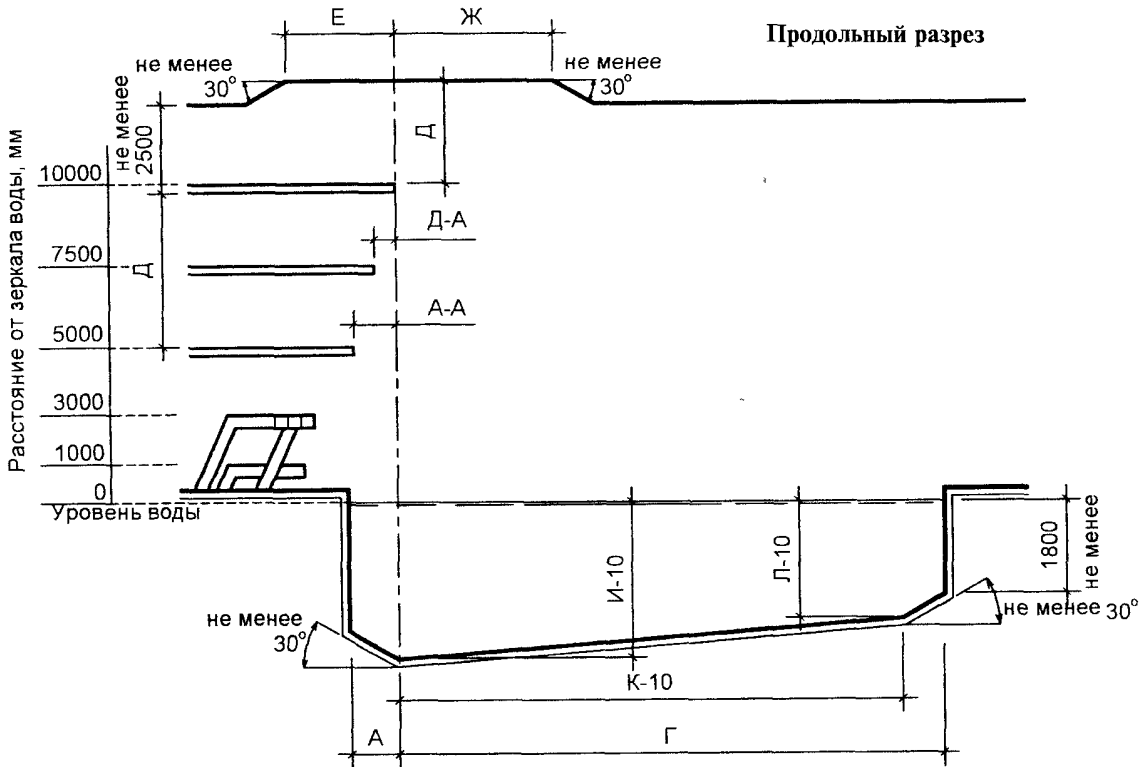 Е
Ж
Продольный разрез
не менее
30°
не менее
30°
не менее
2500
Д
Расстояние от зеркала воды, мм
10000
Д-А
7500
Д
А-А
5000
3000
1000
0
Уровень воды
И-10
Л-10
1800
не менее
не менее
30°
не менее 30°
К-10
А
Г